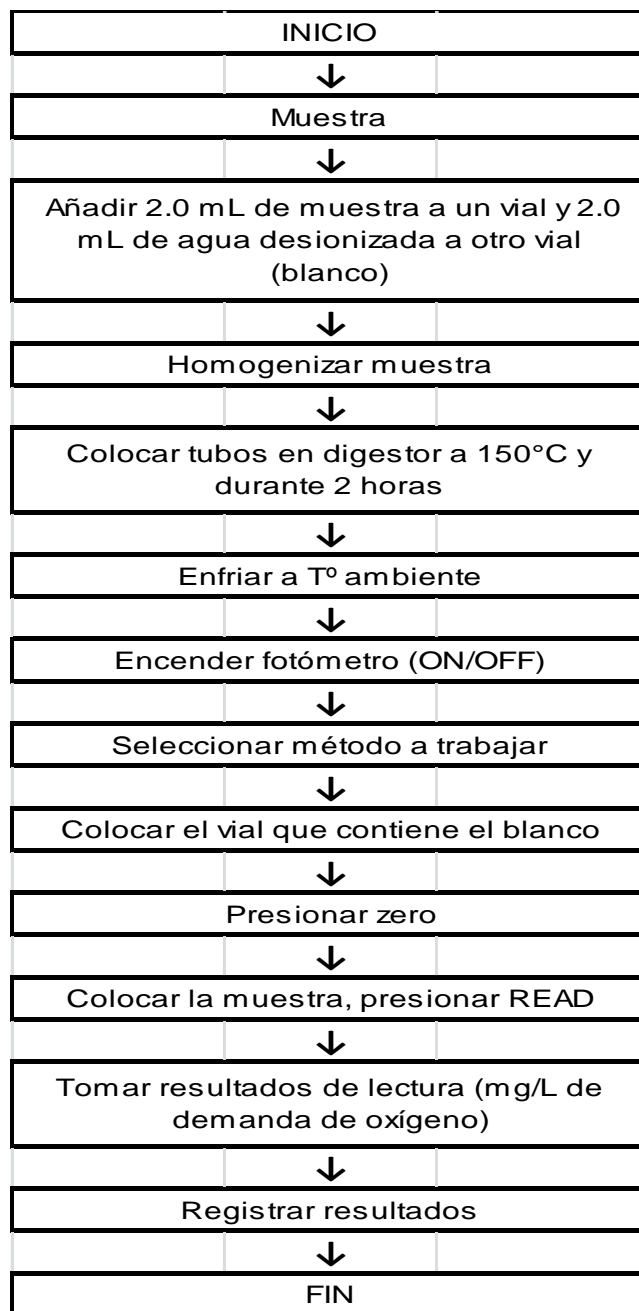 INICIO
↓
Muestra
↓
Añadir 2.0 mL de muestra a un vial y 2.0
mL de agua desionizada a otro vial
(blanco)
↓
Homogenizar muestra
↓
Colocar tubos en digestor a 150°C y
durante 2 horas
↓
Enfriar a Tº ambiente
↓
Encender fotómetro (ON/OFF)
↓
Seleccionar método a trabajar
↓
Colocar el vial que contiene el blanco
↓
Presionar zero
↓
Colocar la muestra, presionar READ
↓
Tomar resultados de lectura (mg/L de
demanda de oxígeno)
↓
Registrar resultados
↓
FIN